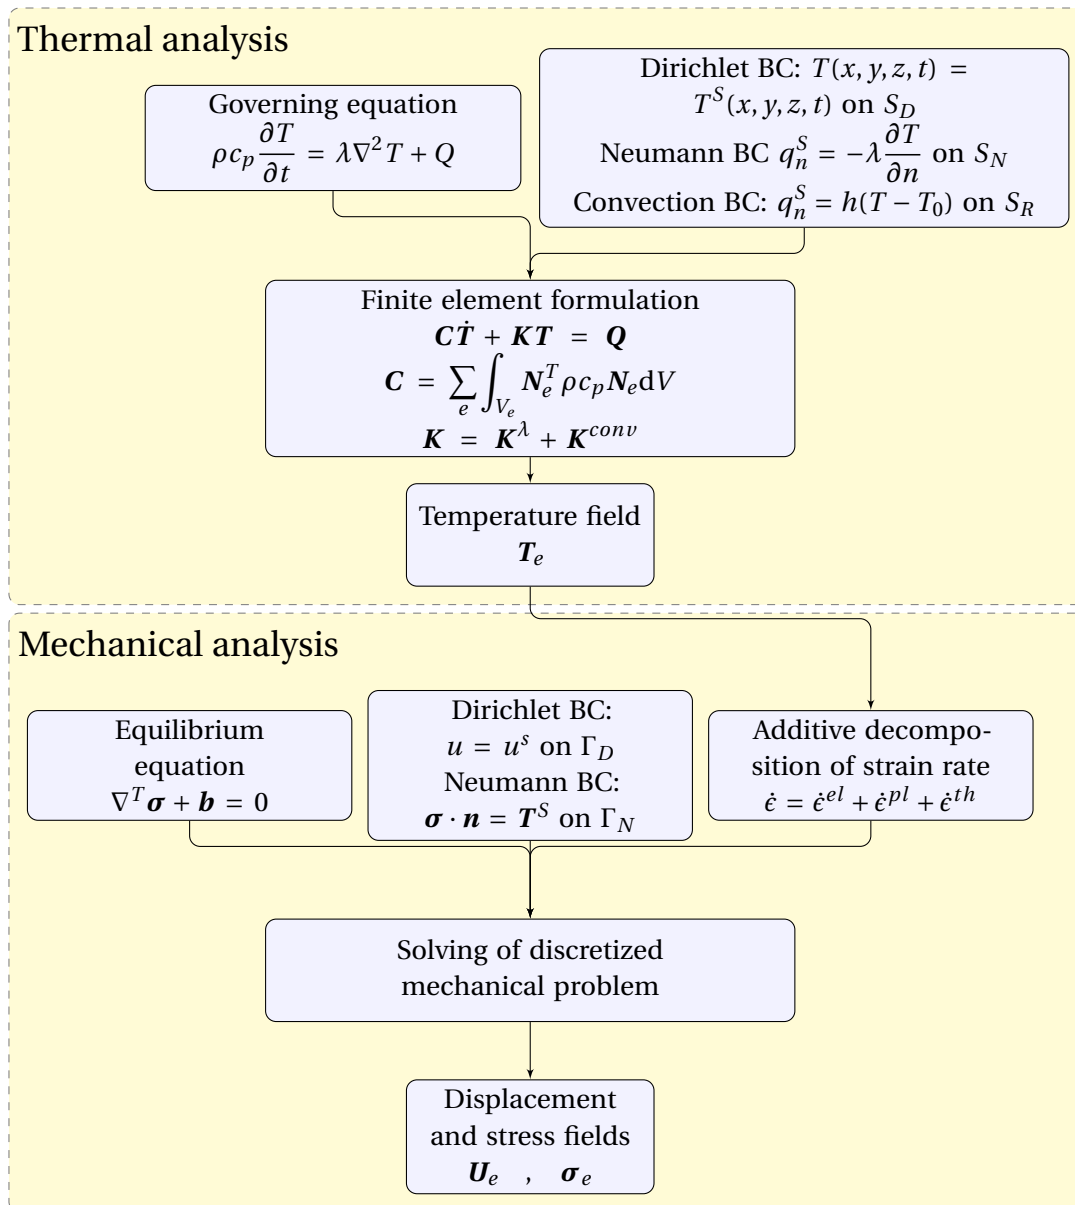 Thermal analysis
Governing equation
ρc_p ∂T/∂t = λ∇²T + Q
Dirichlet BC: T(x, y, z, t) =
T^S(x, y, z, t) on S_D
Neumann BC q_n^S = −λ ∂T/∂n on S_N
Convection BC: q_n^S = h(T − T_0) on S_R
Finite element formulation
CṪ + KT = Q
C = ∑_e ∫_{V_e} N_e^T ρc_p N_e dV
K = K^λ + K^{conv}
Temperature field
T_e
Mechanical analysis
Equilibrium
equation
∇^T σ + b = 0
Dirichlet BC:
u = u^s on Γ_D
Neumann BC:
σ · n = T^S on Γ_N
Additive decompo-
sition of strain rate
ϵ̇ = ϵ̇^{el} + ϵ̇^{pl} + ϵ̇^{th}
Solving of discretized
mechanical problem
Displacement
and stress fields
U_e , σ_e